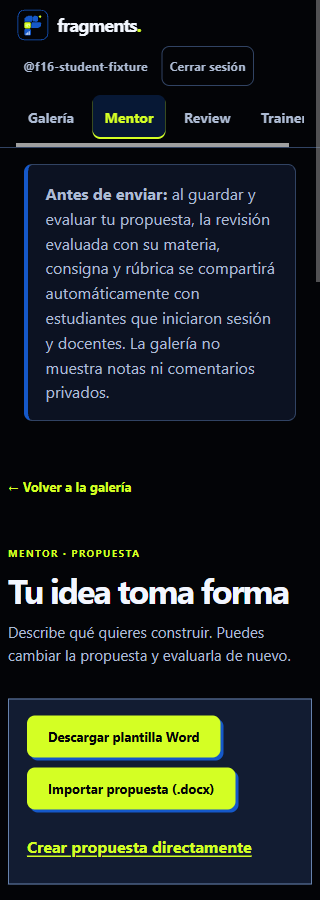 fragments.
@f16-student-fixture
Cerrar sesión
Galería
Mentor
Review
Trainer
Antes de enviar: al guardar y
evaluar tu propuesta, la revisión
evaluada con su materia,
consigna y rúbrica se compartirá
automáticamente con
estudiantes que iniciaron sesión
y docentes. La galería no
muestra notas ni comentarios
privados.
← Volver a la galería
MENTOR · PROPUESTA
Tu idea toma forma
Describe qué quieres construir. Puedes
cambiar la propuesta y evaluarla de nuevo.
Descargar plantilla Word
Importar propuesta (.docx)
Crear propuesta directamente